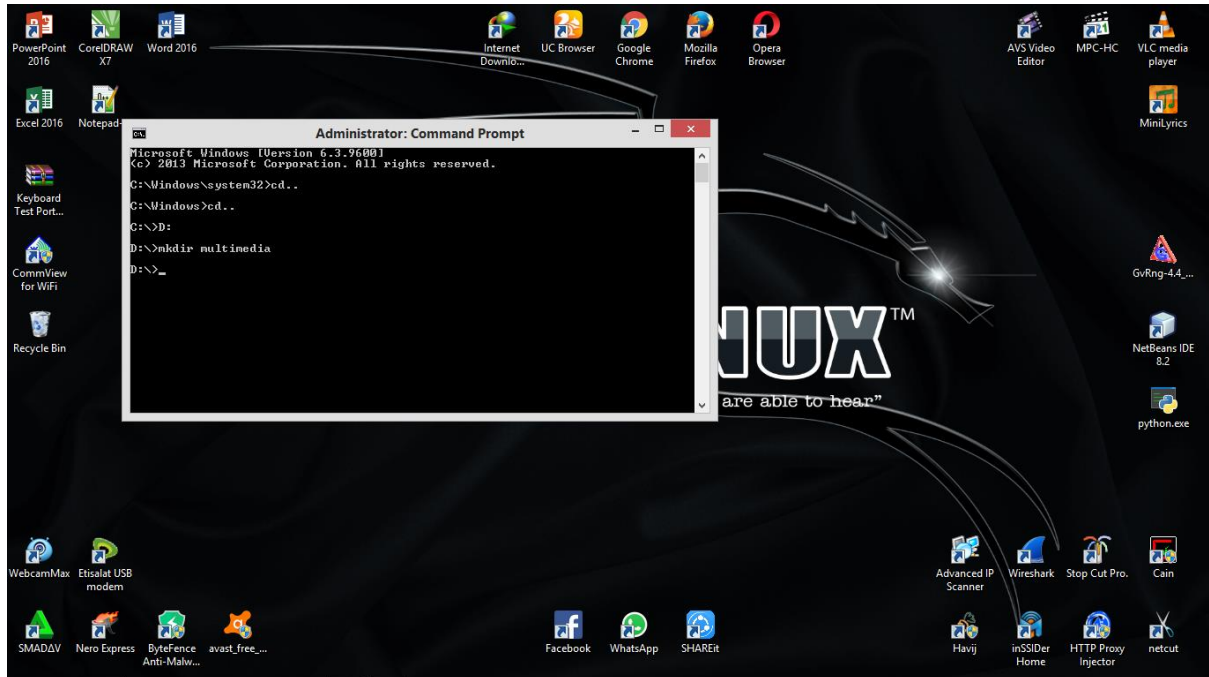 PowerPoint
2016
CorelDRAW
X7
Word 2016
Internet
Downlo...
UC Browser
Google
Chrome
Mozilla
Firefox
Opera
Browser
AVS Video
Editor
MPC-HC
VLC media
player
Excel 2016
Notepad
MiniLyrics
Administrator: Command Prompt
Microsoft Windows [Version 6.3.9600]
(c) 2013 Microsoft Corporation. All rights reserved.
C:\Windows\system32>cd..
C:\Windows>cd..
C:\>D:
D:\>mkdir multimedia
D:\>_
Keyboard
Test Port...
CommView
for WiFi
Recycle Bin
GvRng-4.4_...
NetBeans IDE
8.2
python.exe
NUX™
are able to hear”
WebcamMax
Etisalat USB
modem
Advanced IP
Scanner
Wireshark
Stop Cut Pro.
Cain
SMADΔV
Nero Express
ByteFence
Anti-Malw...
avast_free_...
Facebook
WhatsApp
SHAREit
Havij
inSSIDer
Home
HTTP Proxy
Injector
netcut